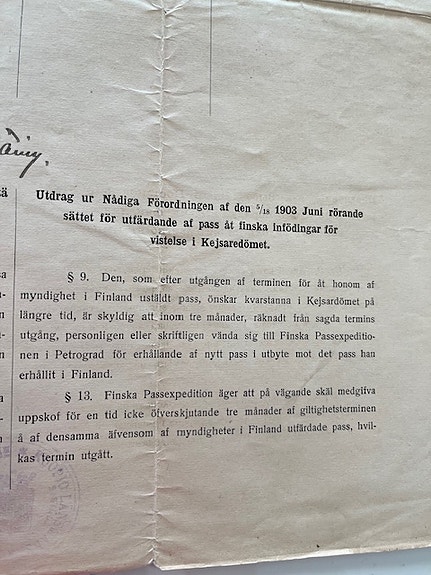 Utdrag ur Nådiga Förordningen af den 5/18 1903 Juni rörande
sättet för utfärdande af pass åt finska infödingar för
vistelse i Kejsaredömet.
§ 9. Den, som efter utgången af terminen för åt honom af
myndighet i Finland utstäldt pass, önskar kvarstanna i Kejsardömet på
längre tid, är skyldig att inom tre månader, räknadt från sagda termins
utgång, personligen eller skriftligen vända sig till Finska Passexpeditio-
nen i Petrograd för erhållande af nytt pass i utbyte mot det pass han
erhållit i Finland.
§ 13. Finska Passexpedition äger att på vägande skäl medgifva
uppskof för en tid icke öfverskjutande tre månader af giltighetsterminen
å af densamma äfvensom af myndigheter i Finland utfärdade pass, hvil-
kas termin utgått.